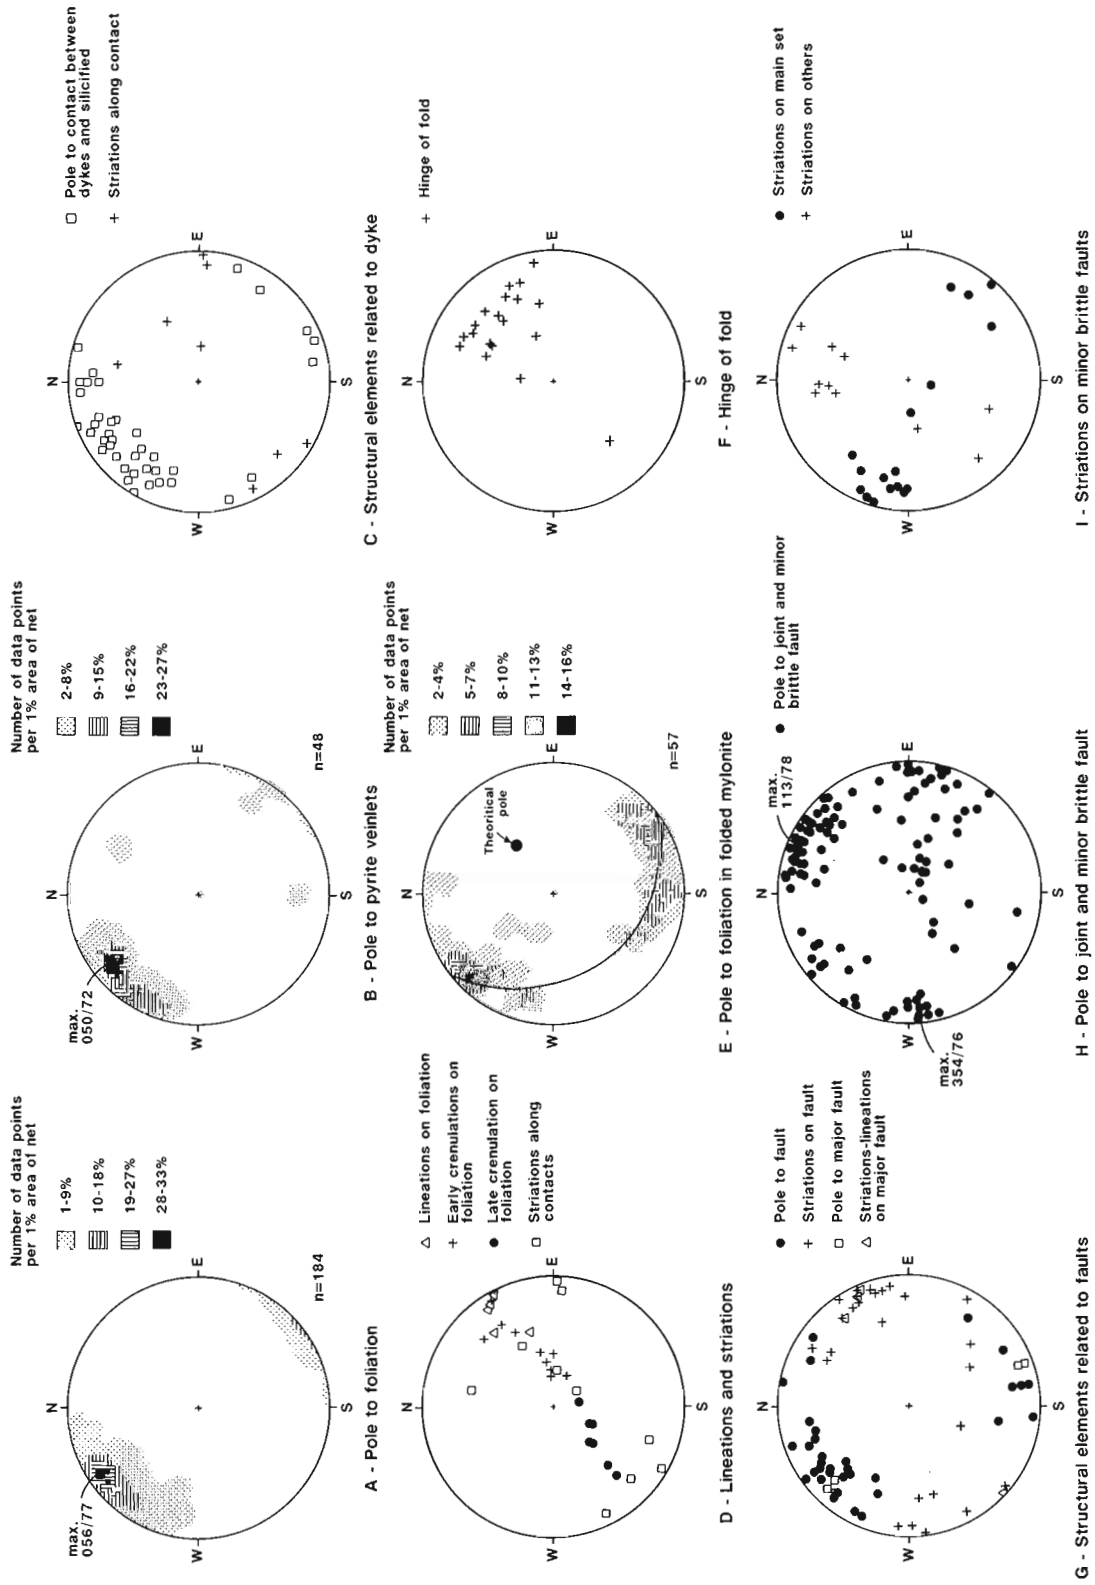 Number of data points
per 1% area of net
1-9%
10-18%
19-27%
28-33%
max.
056/77
N
E
S
W
n=184
A - Pole to foliation
Number of data points
per 1% area of net
2-8%
9-15%
16-22%
23-27%
max.
050/72
N
E
S
W
n=48
B - Pole to pyrite veinlets
Pole to contact between
dykes and silicified
Striations along contact
N
E
S
W
C - Structural elements related to dyke
Lineations on foliation
Early crenulations on
foliation
Late crenulation on
foliation
Striations along
contacts
N
E
S
W
D - Lineations and striations
Number of data points
per 1% area of net
2-4%
5-7%
8-10%
11-13%
14-16%
Theoritical
pole
N
E
S
W
n=57
E - Pole to foliation in folded mylonite
Hinge of fold
N
E
S
W
F - Hinge of fold
Pole to fault
Striations on fault
Pole to major fault
Striations-lineations
on major fault
N
E
S
W
G - Structural elements related to faults
Pole to joint and minor
brittle fault
max.
113/78
max.
354/76
N
E
S
W
H - Pole to joint and minor brittle fault
Striations on main set
Striations on others
N
E
S
W
I - Striations on minor brittle faults